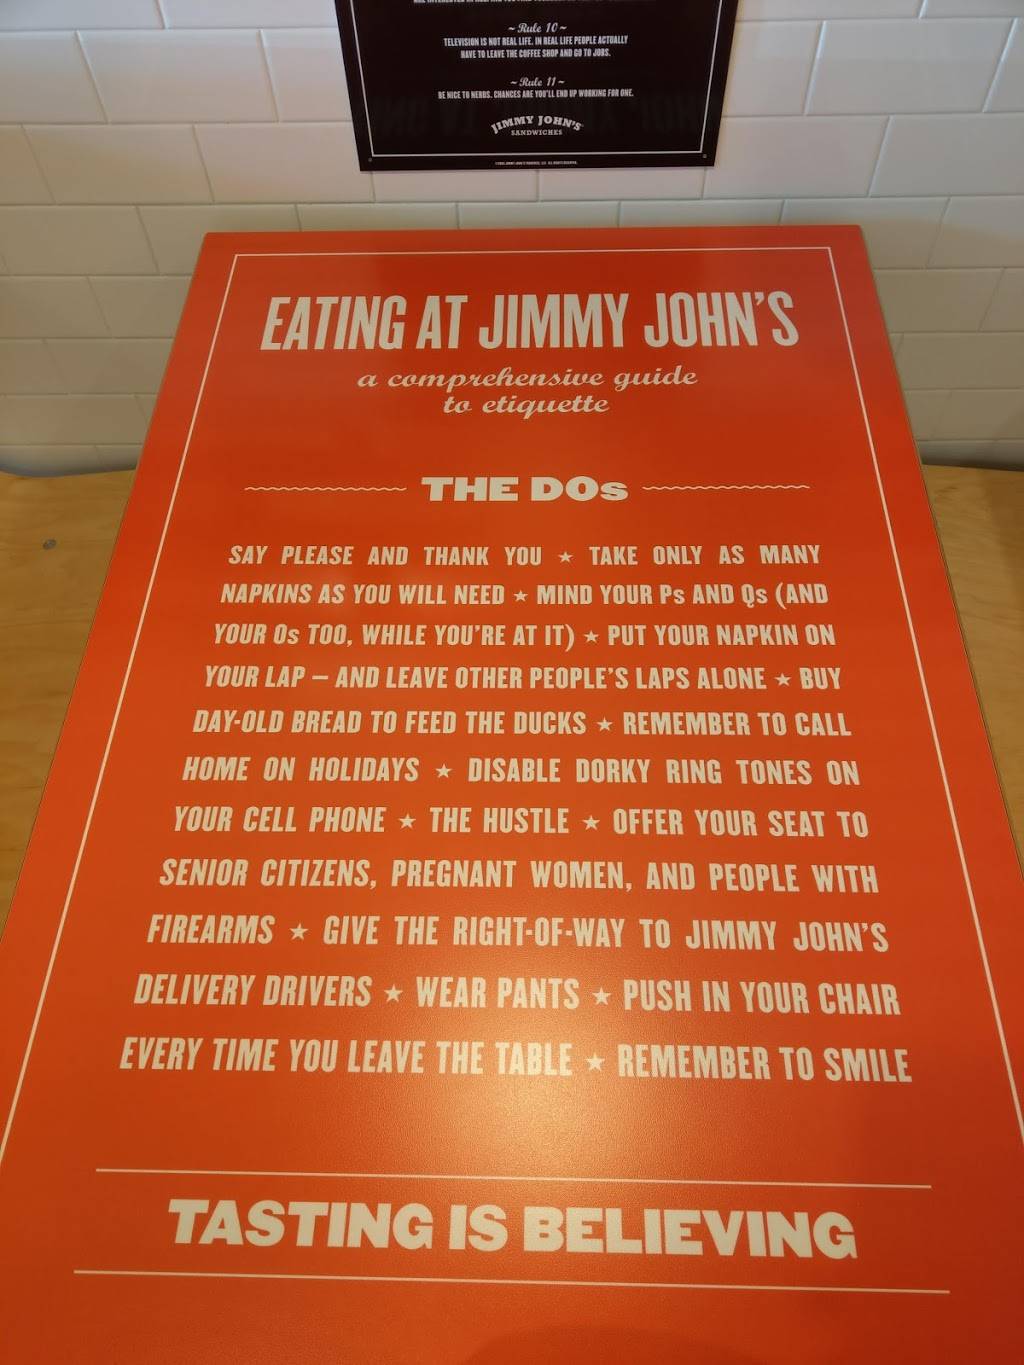 ~ Rule 10 ~
TELEVISION IS NOT REAL LIFE. IN REAL LIFE PEOPLE ACTUALLY
HAVE TO LEAVE THE COFFEE SHOP AND GO TO JOBS.
~ Rule 11 ~
BE NICE TO NERDS. CHANCES ARE YOU'LL END UP WORKING FOR ONE.
JIMMY JOHN'S
SANDWICHES
EATING AT JIMMY JOHN'S
a comprehensive guide
to etiquette
THE DOs
SAY PLEASE AND THANK YOU ★ TAKE ONLY AS MANY
NAPKINS AS YOU WILL NEED ★ MIND YOUR Ps AND Qs (AND
YOUR Os TOO, WHILE YOU'RE AT IT) ★ PUT YOUR NAPKIN ON
YOUR LAP – AND LEAVE OTHER PEOPLE'S LAPS ALONE ★ BUY
DAY-OLD BREAD TO FEED THE DUCKS ★ REMEMBER TO CALL
HOME ON HOLIDAYS ★ DISABLE DORKY RING TONES ON
YOUR CELL PHONE ★ THE HUSTLE ★ OFFER YOUR SEAT TO
SENIOR CITIZENS, PREGNANT WOMEN, AND PEOPLE WITH
FIREARMS ★ GIVE THE RIGHT-OF-WAY TO JIMMY JOHN'S
DELIVERY DRIVERS ★ WEAR PANTS ★ PUSH IN YOUR CHAIR
EVERY TIME YOU LEAVE THE TABLE ★ REMEMBER TO SMILE
TASTING IS BELIEVING